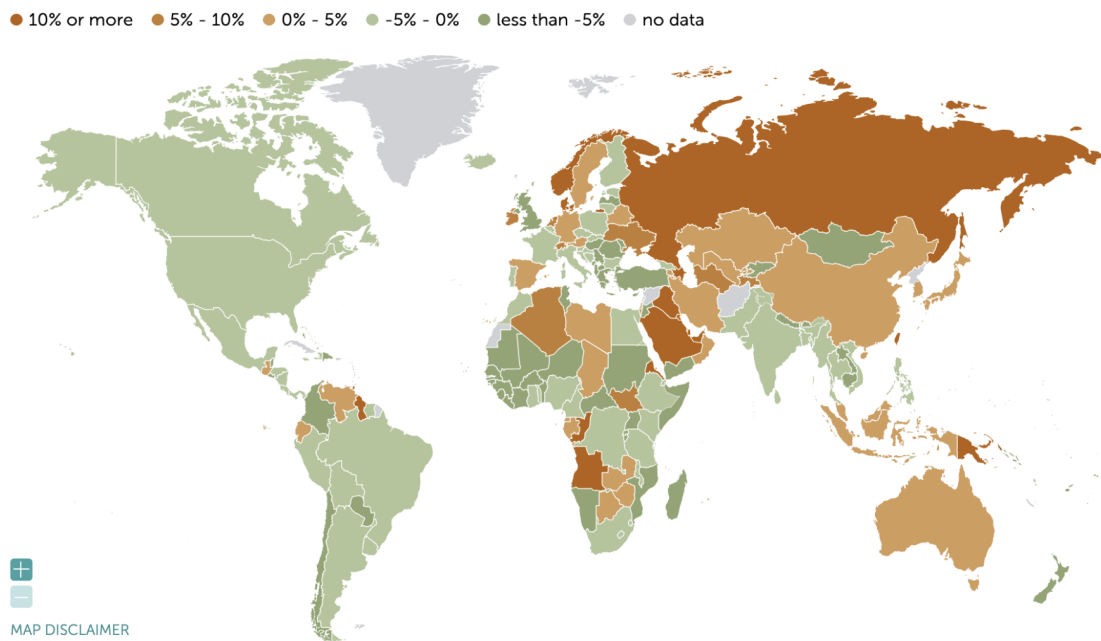 10% or more 5% - 10% 0% - 5% -5% - 0% less than -5% no data
+
−
MAP DISCLAIMER